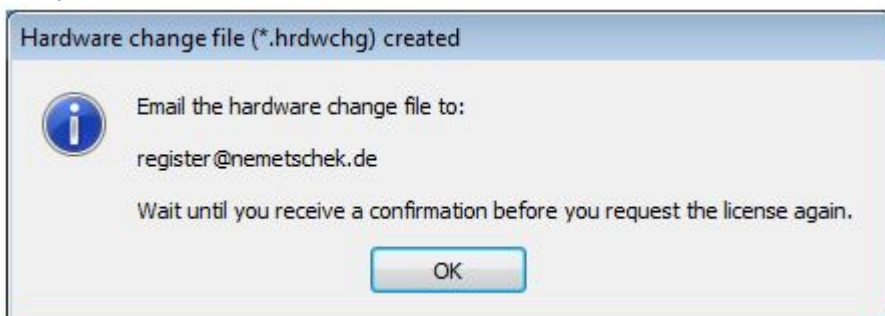 Hardware change file (*.hrdwchg) created
Email the hardware change file to:
register@nemetschek.de
Wait until you receive a confirmation before you request the license again.
OK